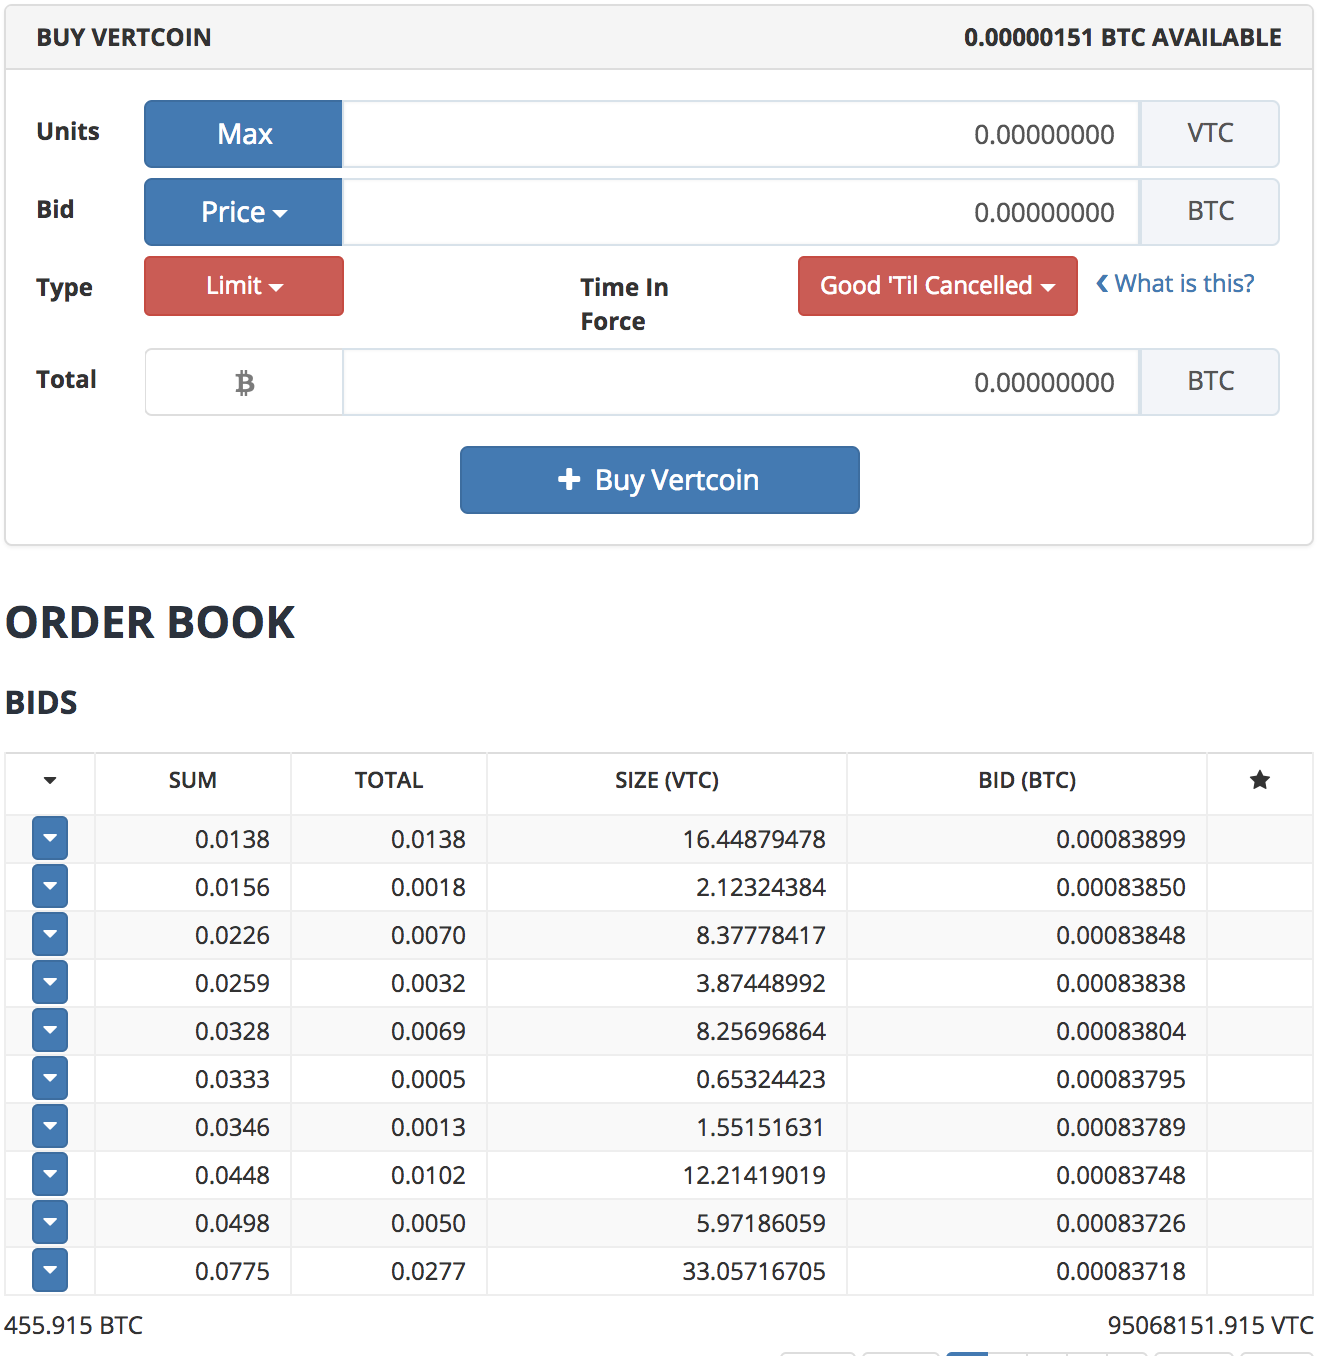 BUY VERTCOIN 0.00000151 BTC AVAILABLE
Units Max 0.00000000 VTC
Bid Price 0.00000000 BTC
Type Limit Time In Force Good 'Til Cancelled What is this?
Total 0.00000000 BTC
Buy Vertcoin
ORDER BOOK
BIDS
SUM TOTAL SIZE (VTC) BID (BTC)
0.0138 0.0138 16.44879478 0.00083899
0.0156 0.0018 2.12324384 0.00083850
0.0226 0.0070 8.37778417 0.00083848
0.0259 0.0032 3.87448992 0.00083838
0.0328 0.0069 8.25696864 0.00083804
0.0333 0.0005 0.65324423 0.00083795
0.0346 0.0013 1.55151631 0.00083789
0.0448 0.0102 12.21419019 0.00083748
0.0498 0.0050 5.97186059 0.00083726
0.0775 0.0277 33.05716705 0.00083718
455.915 BTC 95068151.915 VTC